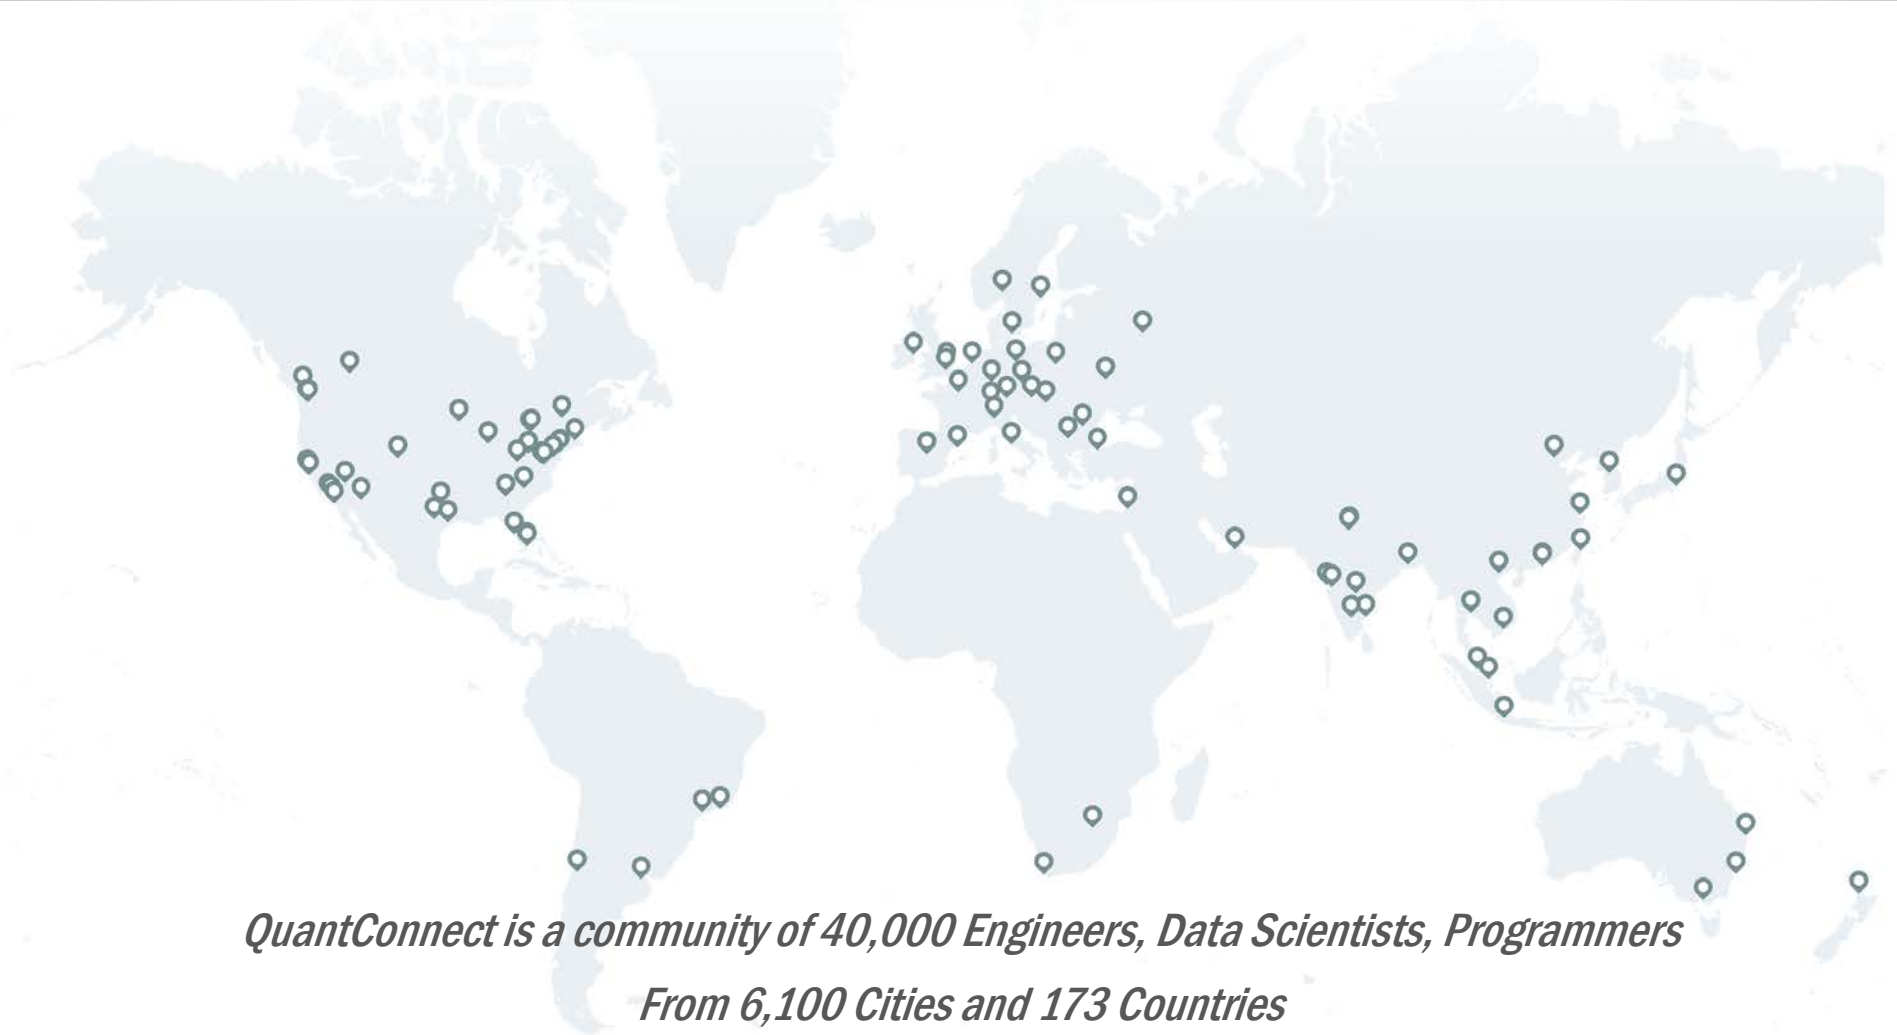 QuantConnect is a community of 40,000 Engineers, Data Scientists, Programmers
From 6,100 Cities and 173 Countries